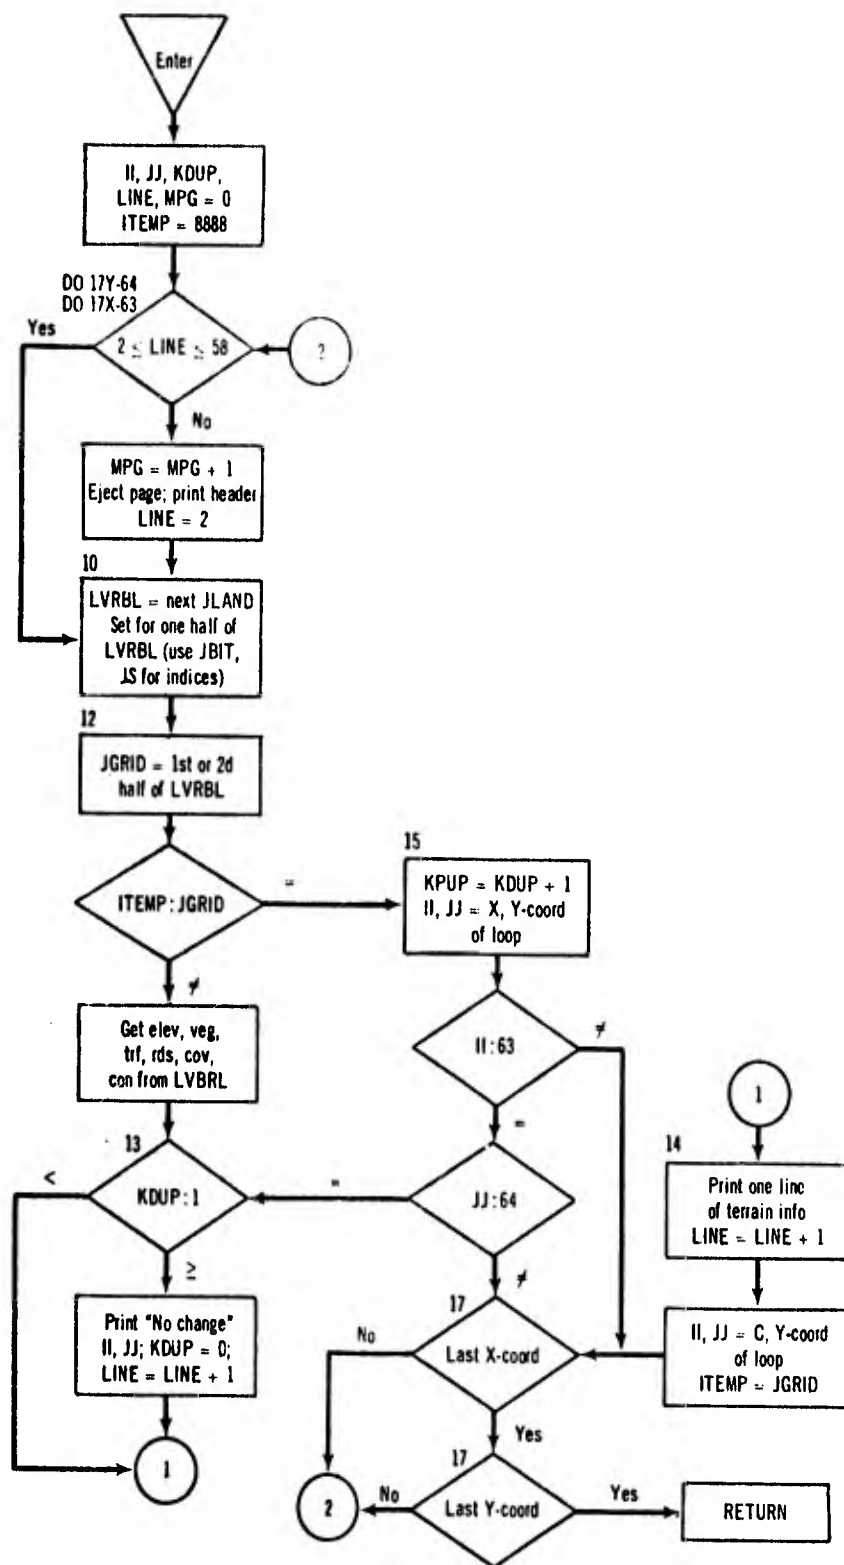 Enter
II, JJ, KDUP,
LINE, MPG = 0
ITEMP = 8888
DO 17Y-64
DO 17X-63
Yes
2 ≤ LINE ≥ 58
2
No
MPG = MPG + 1
Eject page; print header
LINE = 2
10
LVRBL = next JLAND
Set for one half of
LVRBL (use JBIT,
JS for indices)
12
JGRID = 1st or 2d
half of LVRBL
15
ITEMP : JGRID
=
KPUP = KDUP + 1
II, JJ = X, Y-coord
of loop
≠
Get elev, veg,
trf, rds, cov,
con from LVBRL
II : 63
≠
=
1
13
<
KDUP : 1
=
JJ : 64
14
Print one line
of terrain info
LINE = LINE + 1
≥
≠
Print "No change"
II, JJ; KDUP = 0;
LINE = LINE + 1
17
No
Last X-coord
II, JJ = C, Y-coord
of loop
ITEMP = JGRID
1
Yes
17
2
No
Last Y-coord
Yes
RETURN